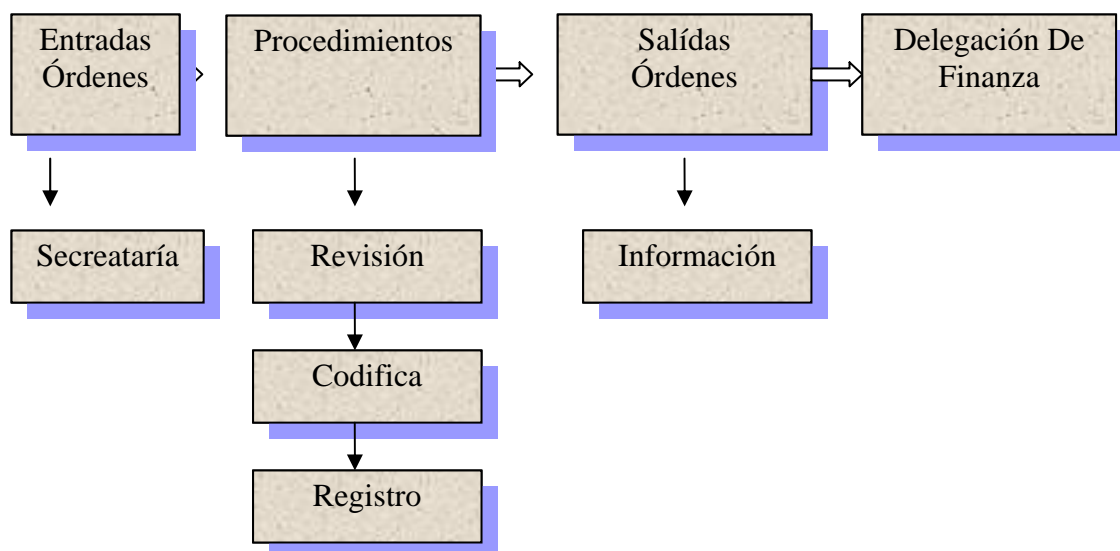 Entradas
Órdenes
Procedimientos
Salídas
Órdenes
Delegación De
Finanza
Secreataría
Revisión
Información
Codifica
Registro